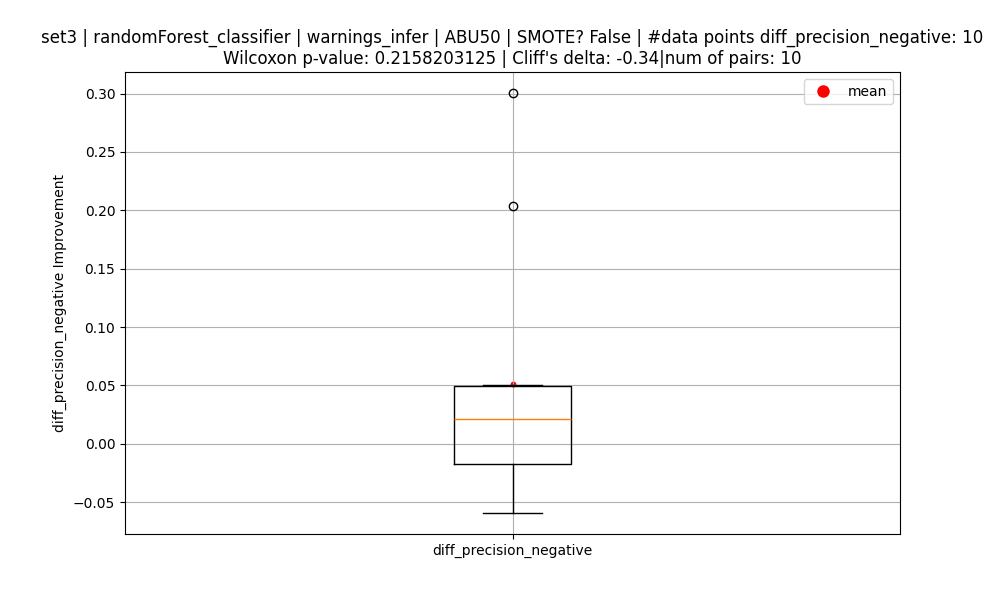 set3 | randomForest_classifier | warnings_infer | ABU50 | SMOTE? False | #data points diff_precision_negative: 10
Wilcoxon p-value: 0.2158203125 | Cliff's delta: -0.34|num of pairs: 10
mean
0.30
0.25
0.20
0.15
0.10
0.05
0.00
−0.05
diff_precision_negative Improvement
diff_precision_negative